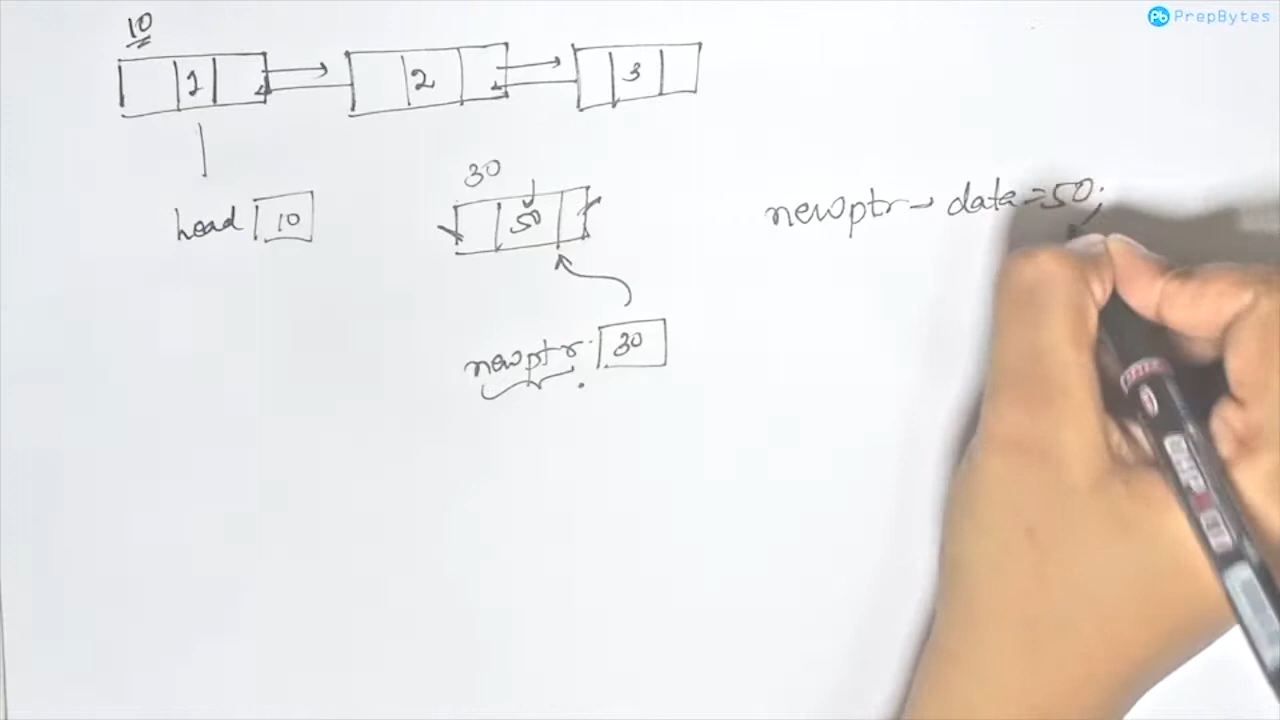 PrepBytes
10
1 2 3
30
head 10
50
newptr → data = 50;
newptr. 30